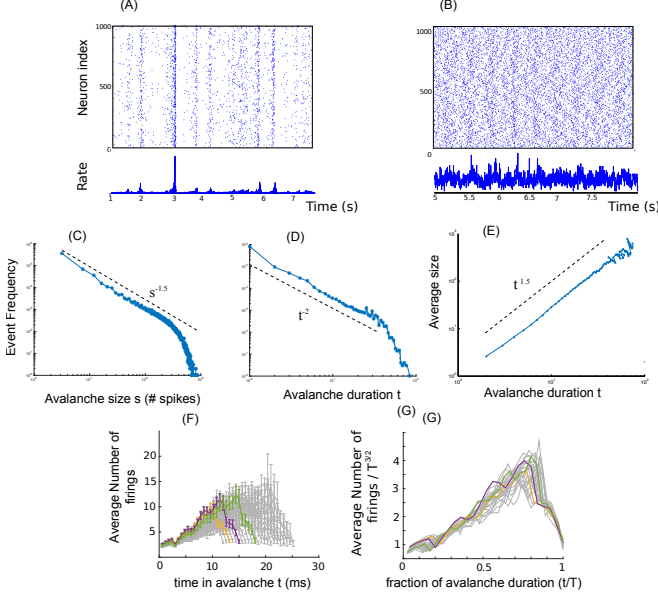 (A)
(B)
Neuron index
1000
500
0
Rate
1 2 3 4 5 6 7
Time (s)
1000
500
0
5 5.5 6 6.5 7 7.5
Time (s)
(C)
(D)
(E)
Event Frequency
s^-1.5
Avalanche size s (# spikes)
t^-2
Avalanche duration t
Average size
t^1.5
Avalanche duration t
(F)
(G)
(G)
Average Number of
firings
20
15
10
5
0 10 20 30
time in avalanche t (ms)
Average Number of
firings / T^3/2
4
3
2
1
0 0.5 1
fraction of avalanche duration (t/T)